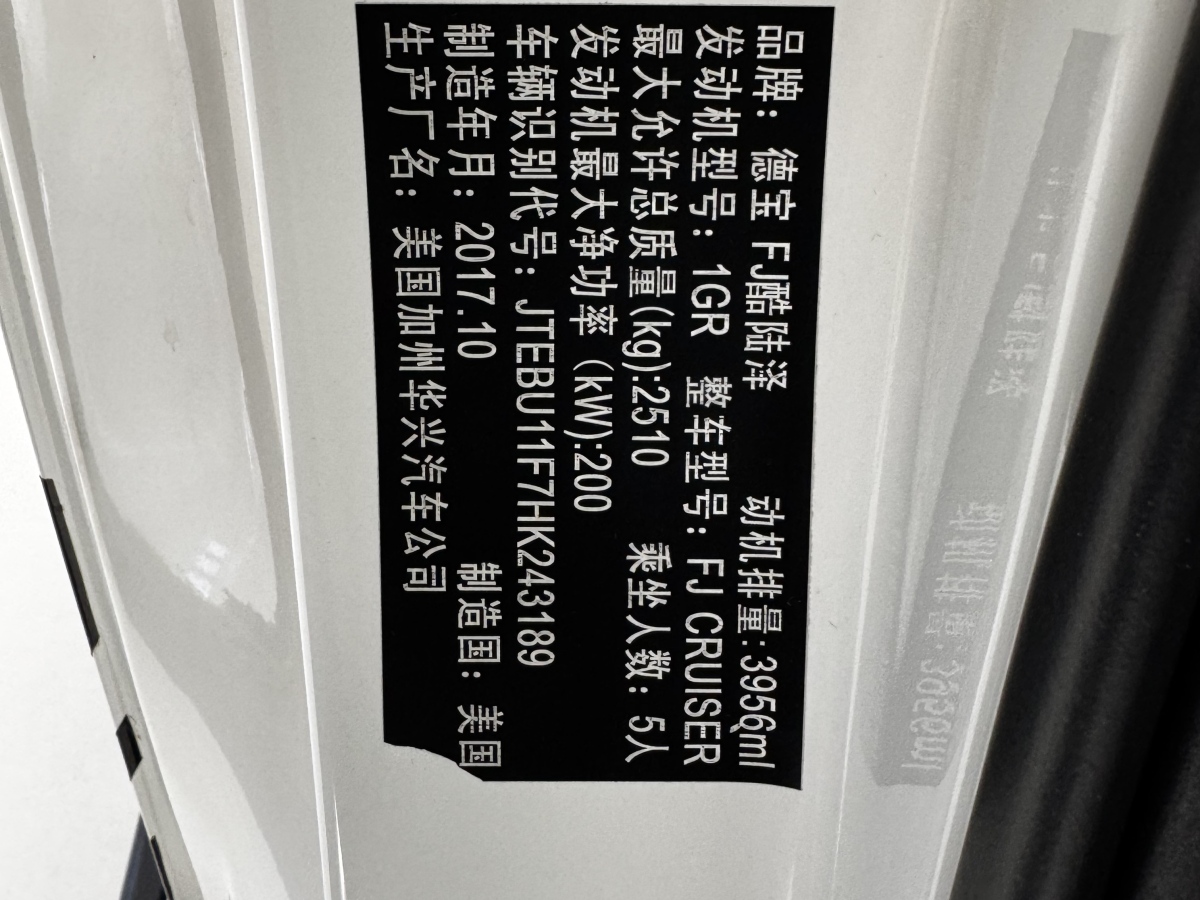 品牌: 德宝 FJ酷陆泽 动机排量:3956ml
发动机型号: 1GR 整车型号: FJ CRUISER
最大允许总质量(kg):2510 乘坐人数: 5人
发动机最大净功率 (kW):200
车辆识别代号: JTEBU11F7HK243189
制造年月: 2017.10 制造国: 美国
生产厂名: 美国加州华兴汽车公司